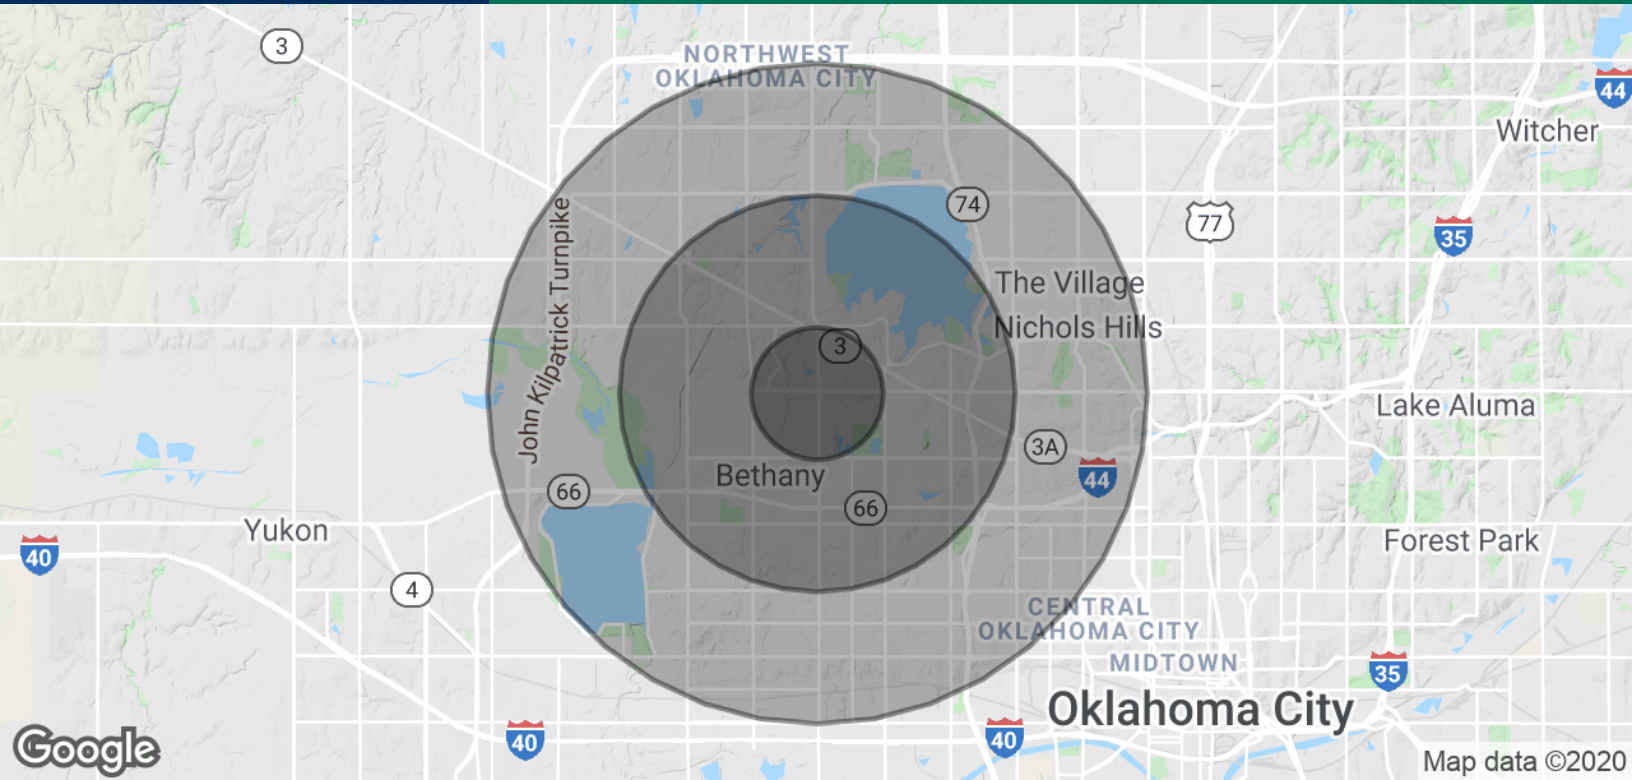 3
NORTHWEST
OKLAHOMA CITY
44
Witcher
74
77
35
John Kilpatrick Turnpike
The Village
Nichols Hills
3
Lake Aluma
3A
44
Bethany
66
66
Yukon
40
Forest Park
4
CENTRAL
OKLAHOMA CITY
MIDTOWN
35
Oklahoma City
40
40
Google
Map data ©2020